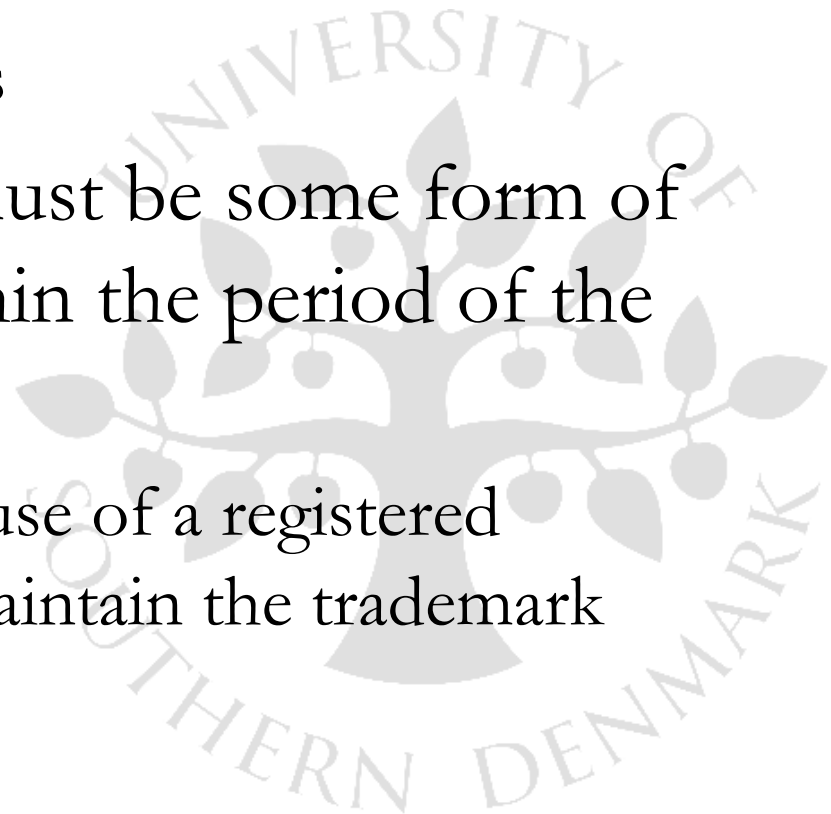 UNIVERSITY OF
s
ust be some form of
in the period of the
use of a registered
aintain the trademark
SOUTHERN DENMARK